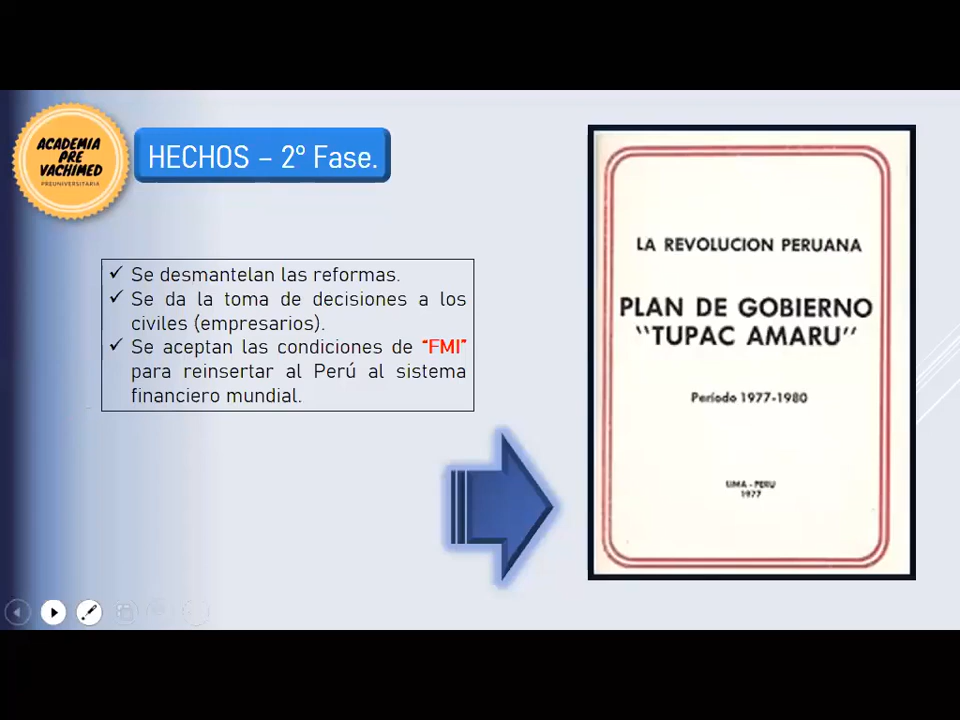 ACADEMIA
PRE
VACHIMED
PREUNIVERSITARIA
HECHOS – 2º Fase.
✓ Se desmantelan las reformas.
✓ Se da la toma de decisiones a los
civiles (empresarios).
✓ Se aceptan las condiciones de “FMI”
para reinsertar al Perú al sistema
financiero mundial.
LA REVOLUCION PERUANA
PLAN DE GOBIERNO
"TUPAC AMARU"
Período 1977-1980
LIMA - PERU
1977